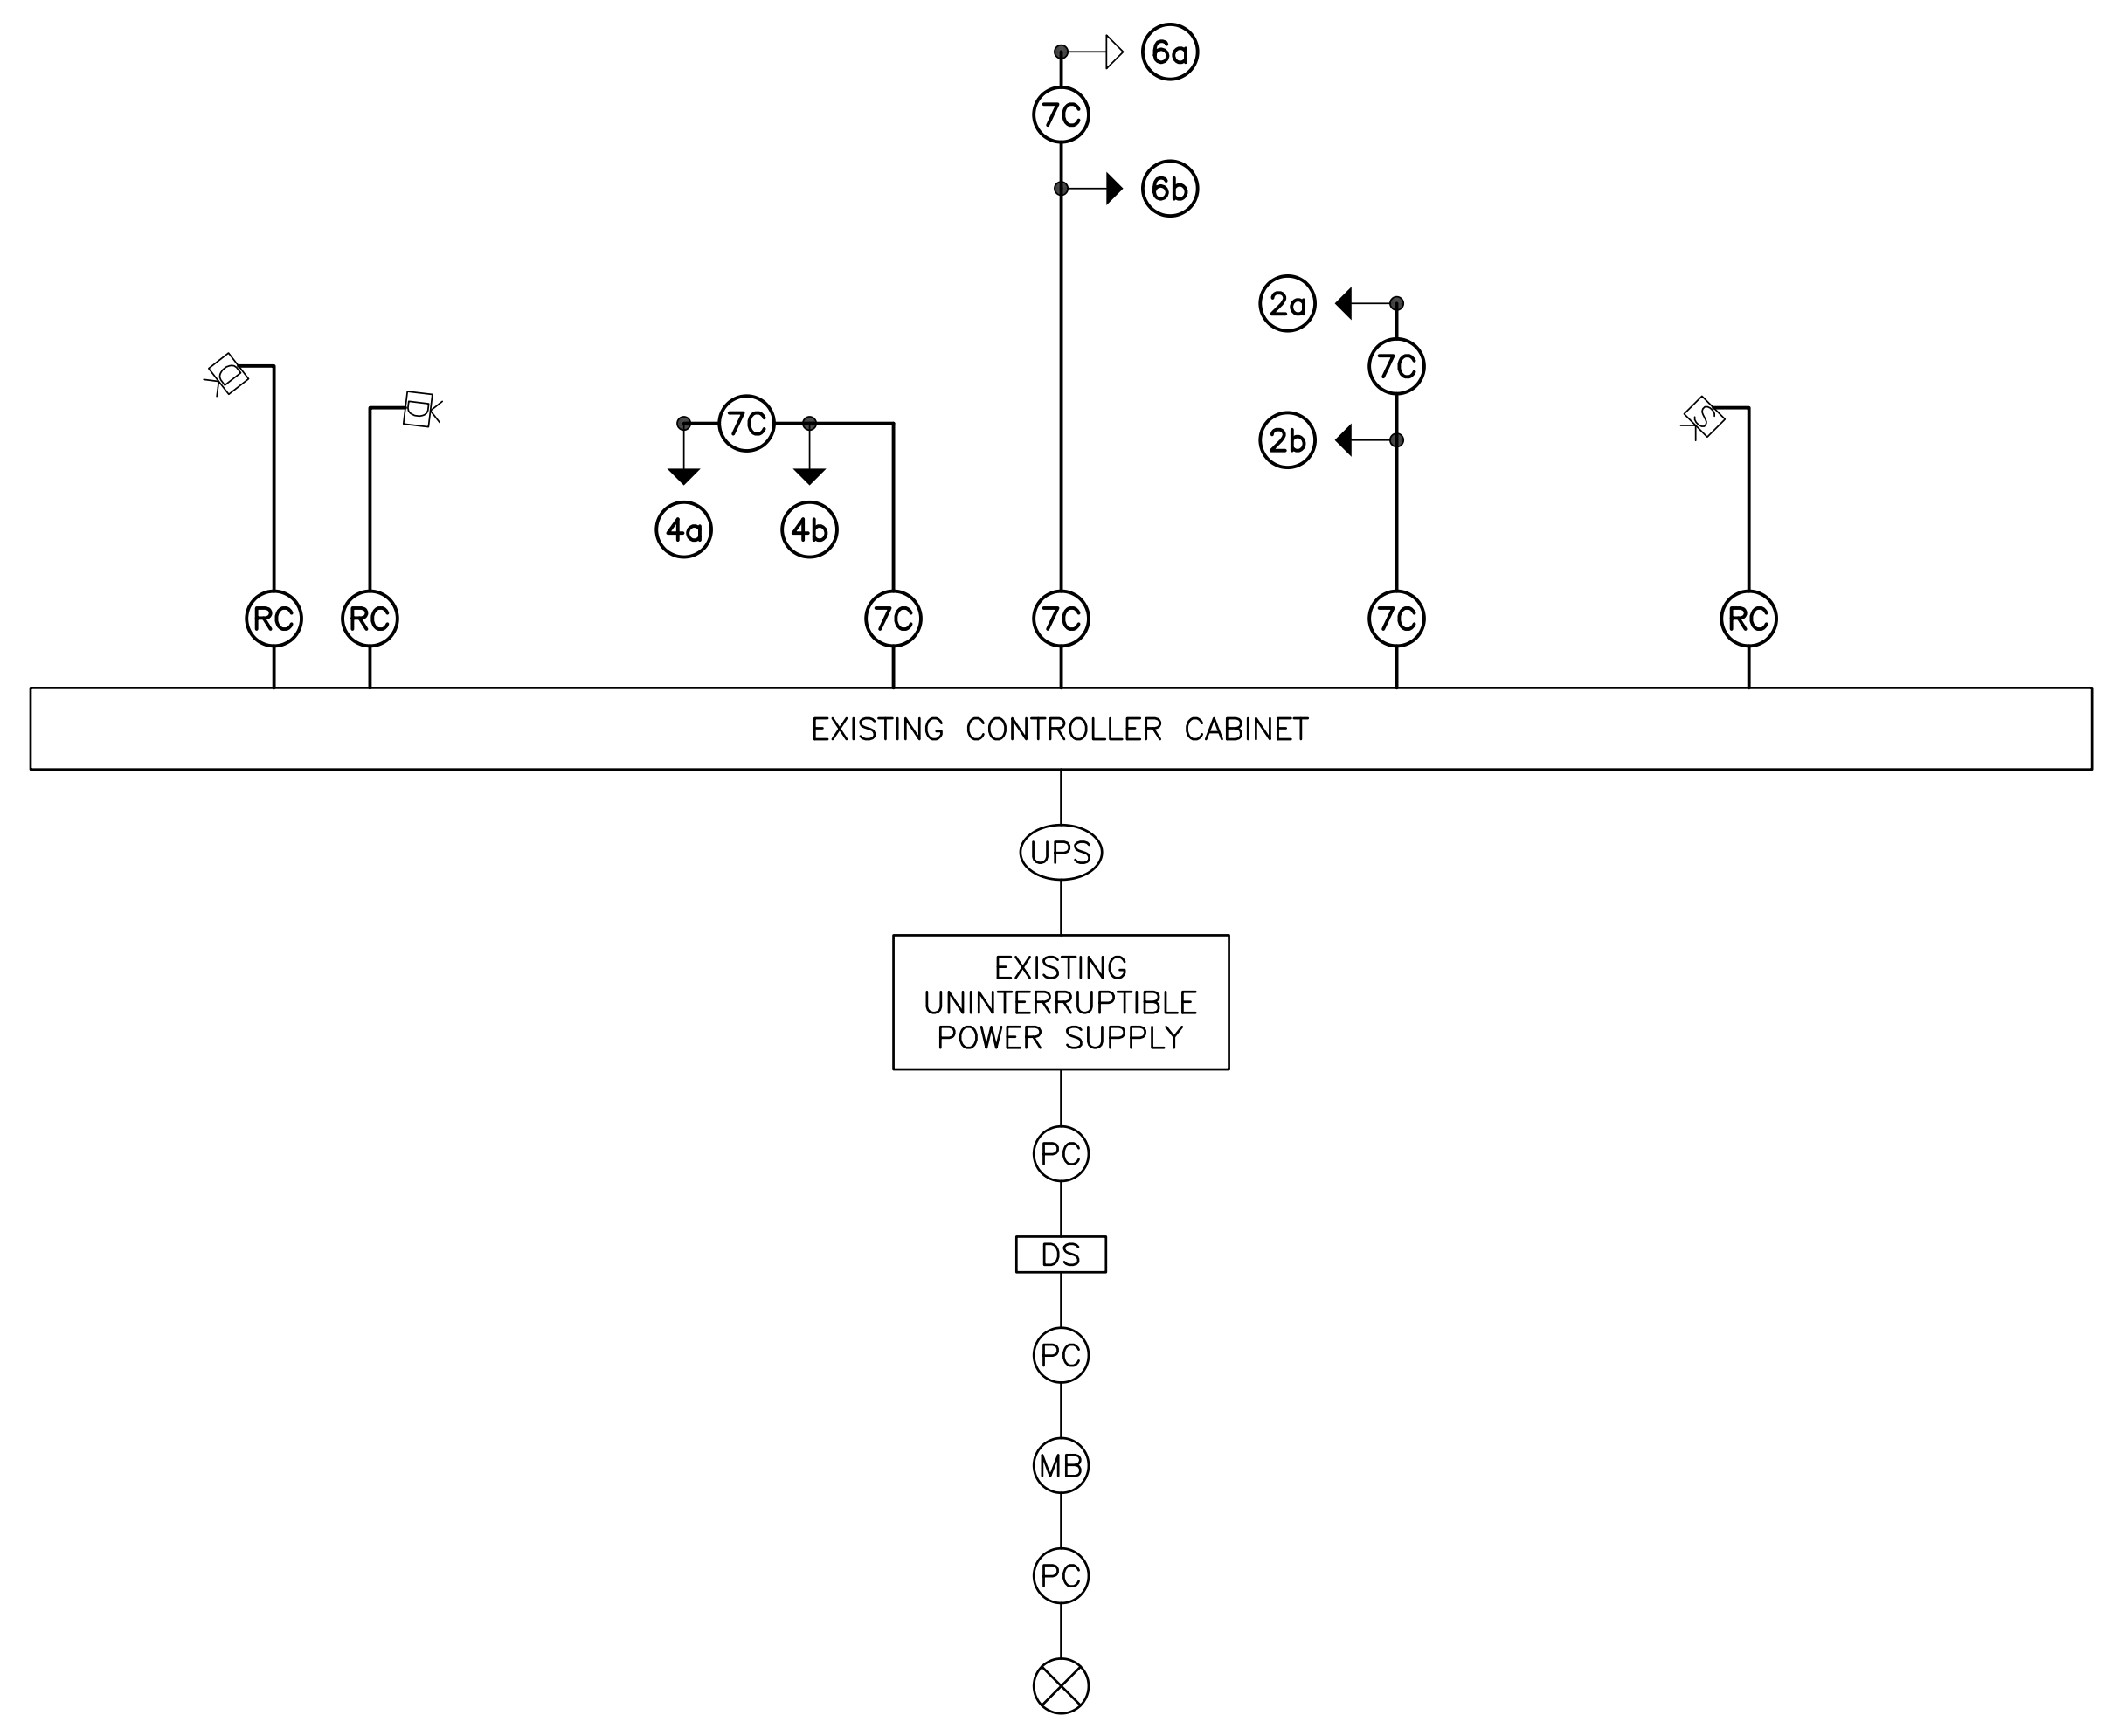 6a
7C
6b
2a
7C
D
D
7C
2b
S
4a
4b
RC
RC
7C
7C
7C
RC
EXISTING CONTROLLER CABINET
UPS
EXISTING
UNINTERRUPTIBLE
POWER SUPPLY
PC
DS
PC
MB
PC